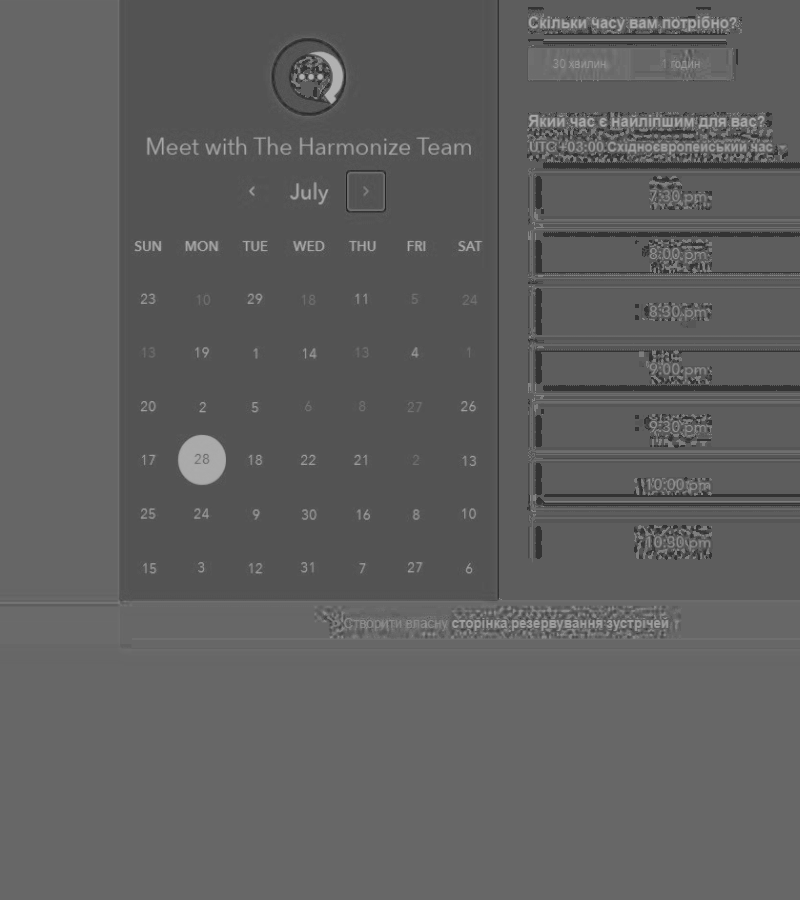 Meet with The Harmonize Team
July
SUN MON TUE WED THU FRI SAT
23 10 29 18 11 5 24
13 19 1 14 13 4 1
20 2 5 6 8 27 26
17 28 18 22 21 2 13
25 24 9 30 16 8 10
15 3 12 31 7 27 6
Скільки часу вам потрібно?
30 хвилин 1 годин
Який час є найліпшим для вас?
UTC +03:00 Східноєвропейський час
7:30 pm
8:00 pm
8:30 pm
9:00 pm
9:30 pm
10:00 pm
10:30 pm
Створити власну сторінка резервування зустрічей